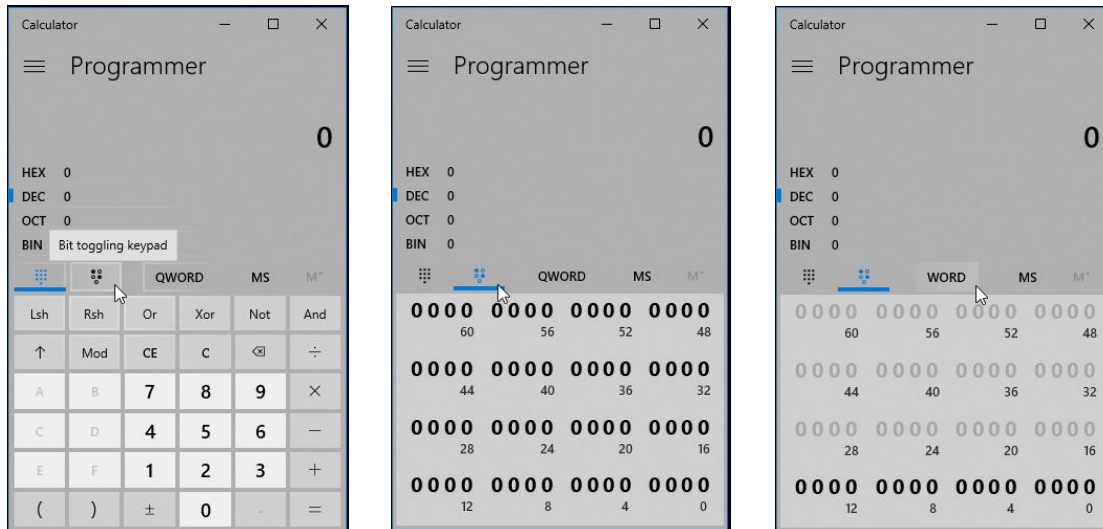 Calculator
Programmer
0
HEX 0
DEC 0
OCT 0
BIN
Bit toggling keypad
QWORD MS M˅
Lsh Rsh Or Xor Not And
↑ Mod CE C ⌫ ÷
A B 7 8 9 ×
C D 4 5 6 −
E F 1 2 3 +
( ) ± 0 . =
Calculator
Programmer
0
HEX 0
DEC 0
OCT 0
BIN 0
QWORD MS M˅
0000 0000 0000 0000
60 56 52 48
0000 0000 0000 0000
44 40 36 32
0000 0000 0000 0000
28 24 20 16
0000 0000 0000 0000
12 8 4 0
Calculator
Programmer
0
HEX 0
DEC 0
OCT 0
BIN 0
WORD MS M˅
0000 0000 0000 0000
60 56 52 48
0000 0000 0000 0000
44 40 36 32
0000 0000 0000 0000
28 24 20 16
0000 0000 0000 0000
12 8 4 0